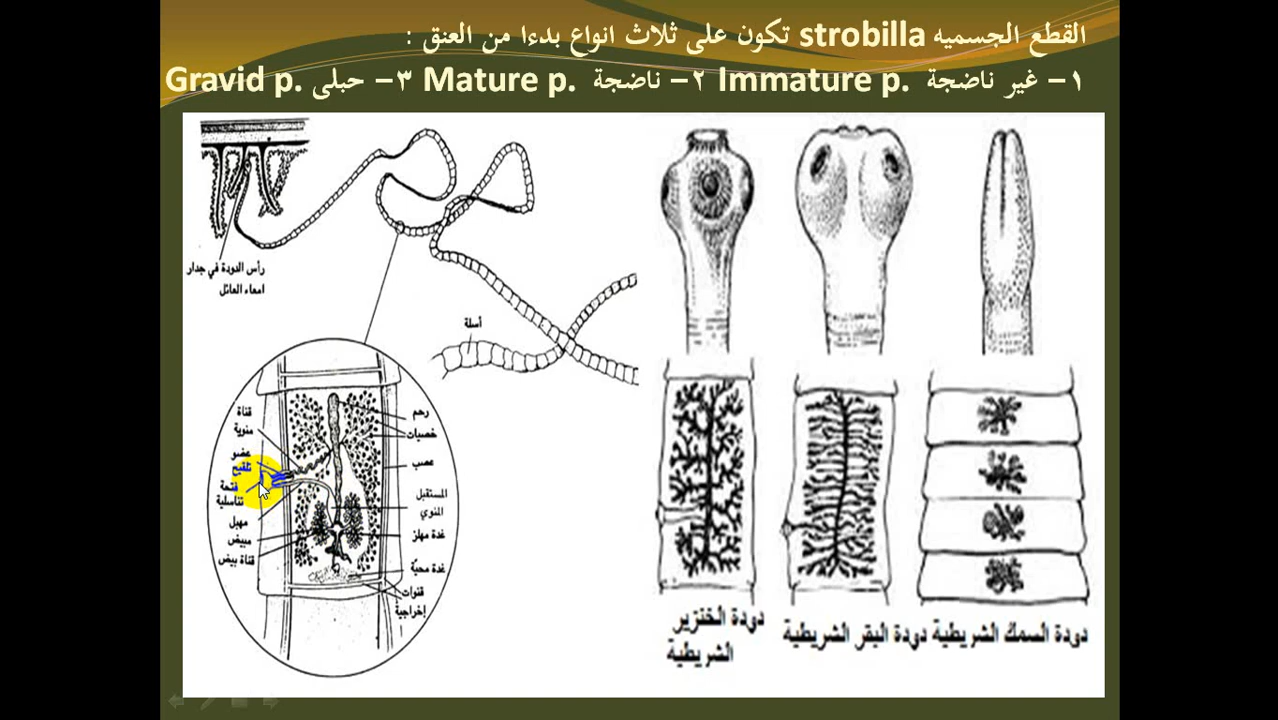 القطع الجسميه strobilla تكون على ثلاث انواع بدءا من العنق :
١- غير ناضجة Immature p. ٢- ناضجة Mature p. ٣- حبلى Gravid p.
رأس الدودة في جدار
امعاء العائل
أسلة
قناة
منوية
عضو
تلقيح
فتحة
تناسلية
مهبل
مبيض
قناة بيض
رحم
خصيات
عصب
المستقبل
المنوي
غدة مهلز
غدة محية
قنوات
إخراجية
دودة الخنزير
الشريطية
دودة البقر الشريطية
دودة السمك الشريطية